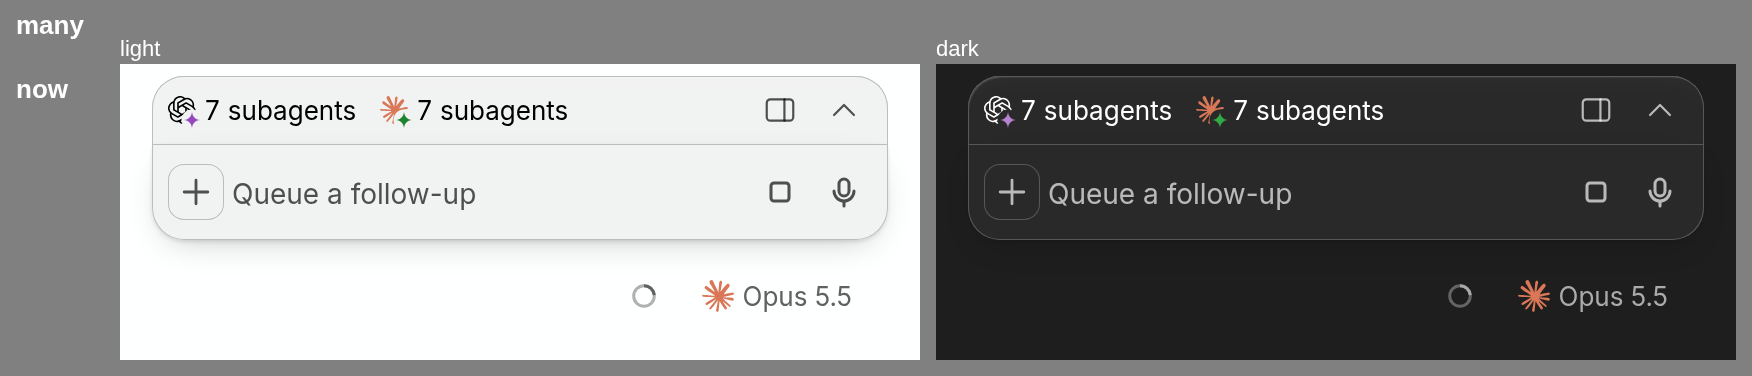 many
light
dark
now
7 subagents 7 subagents
7 subagents 7 subagents
Queue a follow-up
Queue a follow-up
Opus 5.5
Opus 5.5